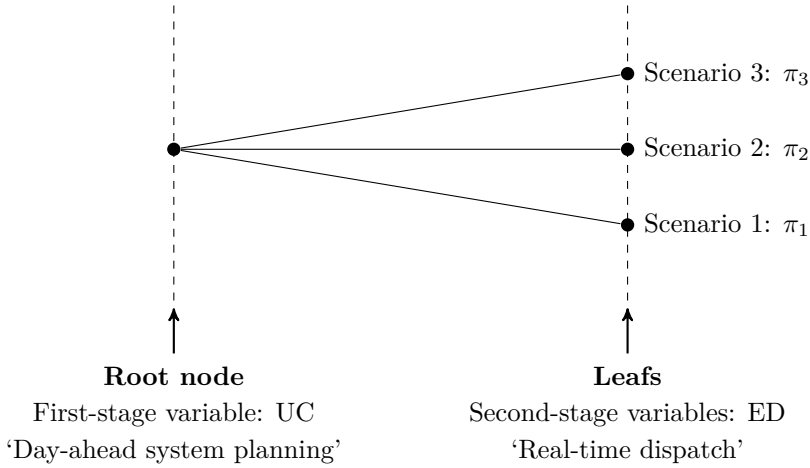 Scenario 3: π₃
Scenario 2: π₂
Scenario 1: π₁
Root node
First-stage variable: UC
‘Day-ahead system planning’
Leafs
Second-stage variables: ED
‘Real-time dispatch’